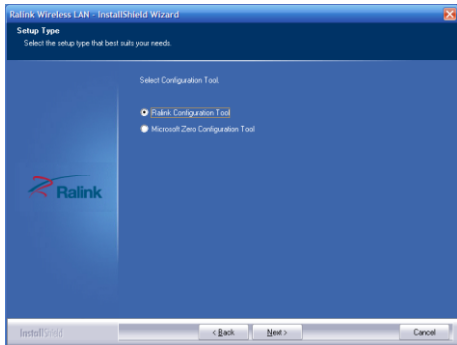 Ralink Wireless LAN - InstallShield Wizard
Setup Type
Select the setup type that best suits your needs.
Select Configuration Tool.
Ralink Configuration Tool
Microsoft Zero Configuration Tool
Ralink
InstallShield
< Back
Next >
Cancel